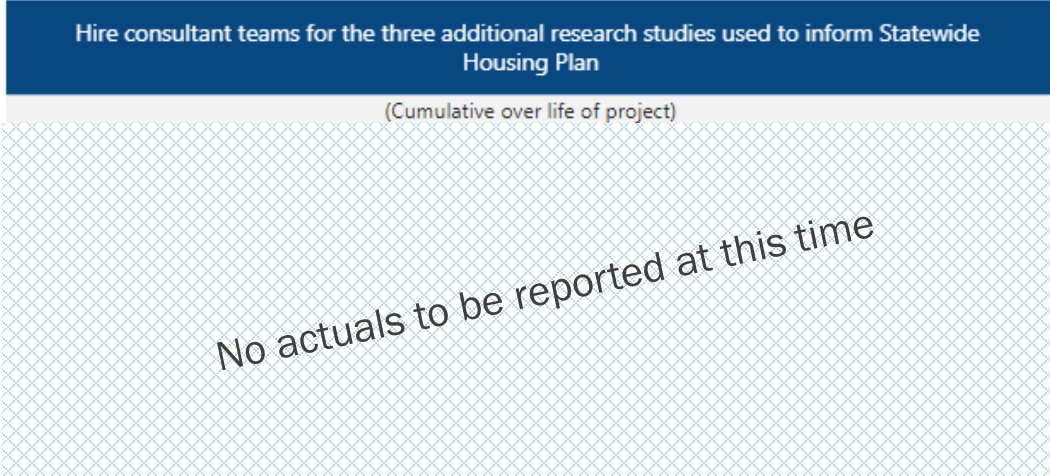 Hire consultant teams for the three additional research studies used to inform Statewide
Housing Plan
(Cumulative over life of project)
No actuals to be reported at this time